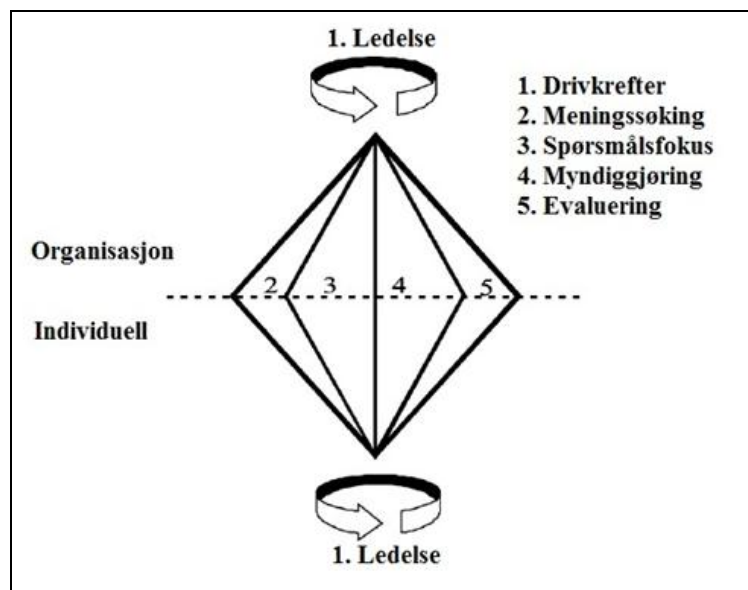 1. Ledelse
1. Drivkrefter
2. Meningssøking
3. Spørsmålsfokus
4. Myndiggjøring
5. Evaluering
Organisasjon
2 3 4 5
Individuell
1. Ledelse